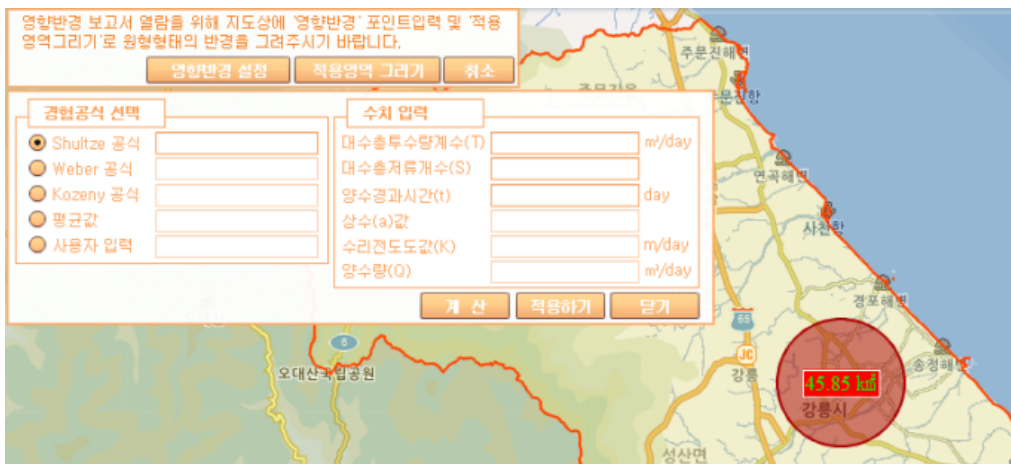 영향반경 보고서 열람을 위해 지도상에 '영향반경' 포인트입력 및 '적용
영역그리기'로 원형형태의 반경을 그려주시기 바랍니다.
영향반경 설정 적용영역 그리기 취소
경험공식 선택
Shultze 공식
Weber 공식
Kozeny 공식
평균값
사용자 입력
수치 입력
대수층투수량계수(T) m²/day
대수층저류개수(S)
양수경과시간(t) day
상수(a)값
수리전도도값(K) m/day
양수량(Q) m³/day
계 산 적용하기 닫기
주문진해변
연곡해변
사천항
경포해변
송정해변
65
JC
강릉
45.85 ㎢
강릉시
6
오대산국립공원
성산면